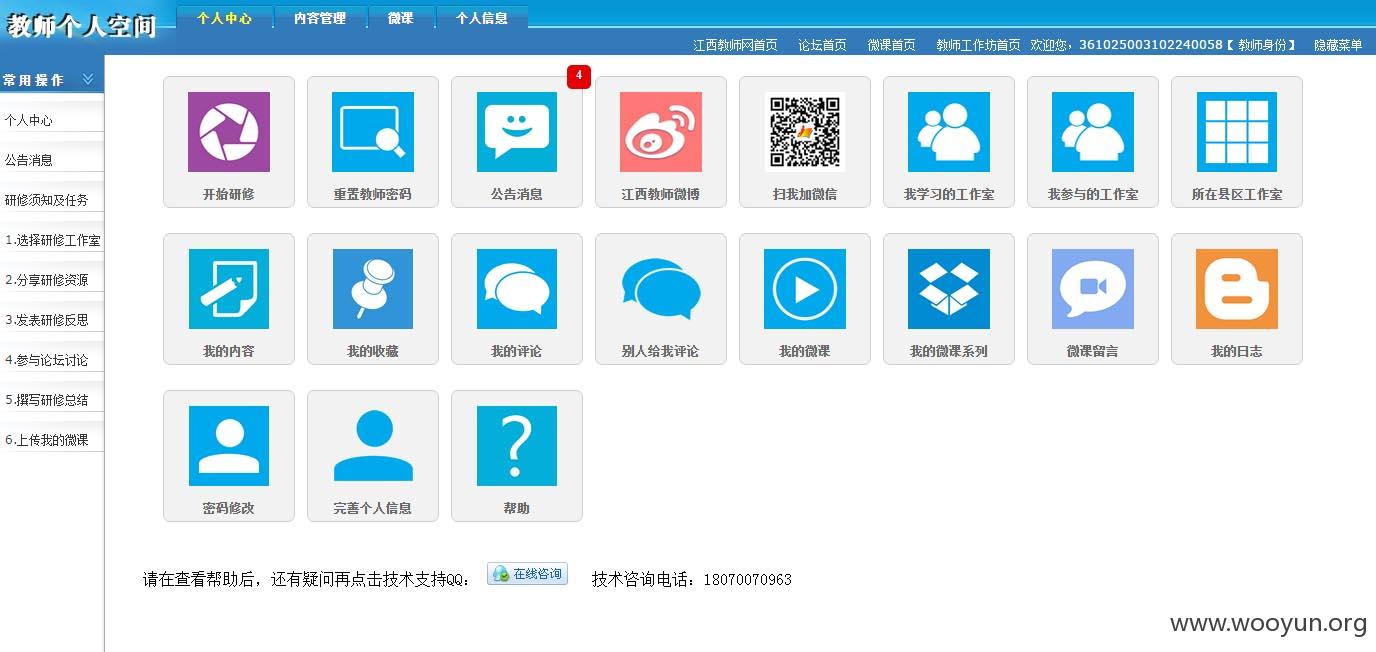 教师个人空间
个人中心 内容管理 微课 个人信息
江西教师网首页 论坛首页 微课首页 教师工作坊首页 欢迎您，361025003102240058【 教师身份】 隐藏菜单
常用操作
个人中心
公告消息
研修须知及任务
1.选择研修工作室
2.分享研修资源
3.发表研修反思
4.参与论坛讨论
5.撰写研修总结
6.上传我的微课
4
开始研修 重置教师密码 公告消息 江西教师微博 扫我加微信 我学习的工作室 我参与的工作室 所在县区工作室
我的内容 我的收藏 我的评论 别人给我评论 我的微课 我的微课系列 微课留言 我的日志
密码修改 完善个人信息 帮助
请在查看帮助后，还有疑问再点击技术支持QQ： 在线咨询 技术咨询电话：18070070963
www.wooyun.org